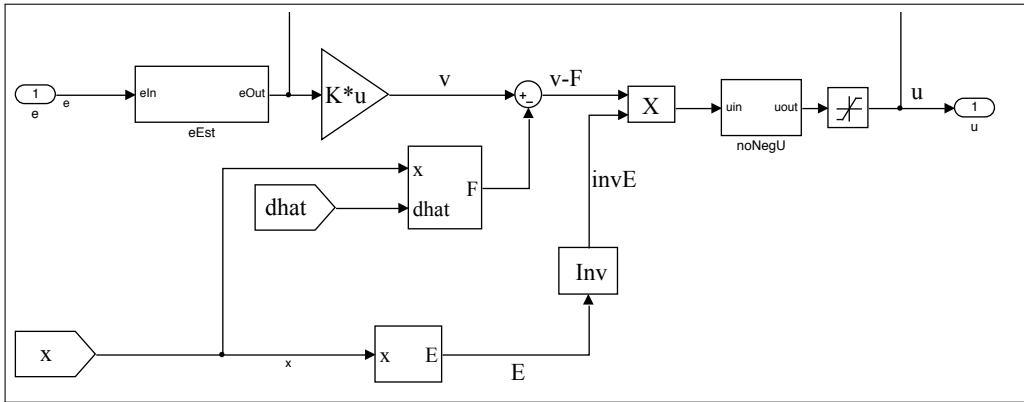 1
e
e
eIn
eOut
eEst
K*u
v
v-F
X
uin
uout
noNegU
u
1
u
x
dhat
F
dhat
invE
Inv
x
x
x
E
E